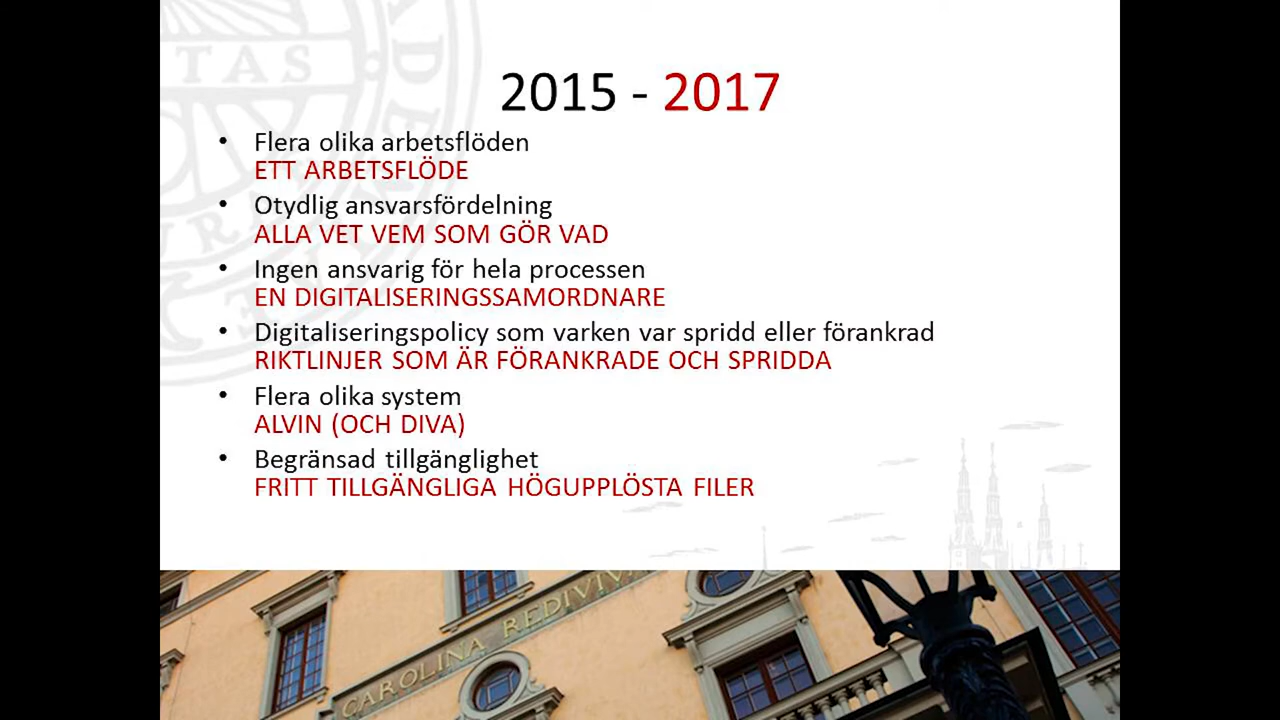 TAS
2015 - 2017
• Flera olika arbetsflöden
ETT ARBETSFLÖDE
• Otydlig ansvarsfördelning
ALLA VET VEM SOM GÖR VAD
• Ingen ansvarig för hela processen
EN DIGITALISERINGSSAMORDNARE
• Digitaliseringspolicy som varken var spridd eller förankrad
RIKTLINJER SOM ÄR FÖRANKRADE OCH SPRIDDA
• Flera olika system
ALVIN (OCH DIVA)
• Begränsad tillgänglighet
FRITT TILLGÄNGLIGA HÖGUPPLÖSTA FILER
CAROLINA REDIVIVA